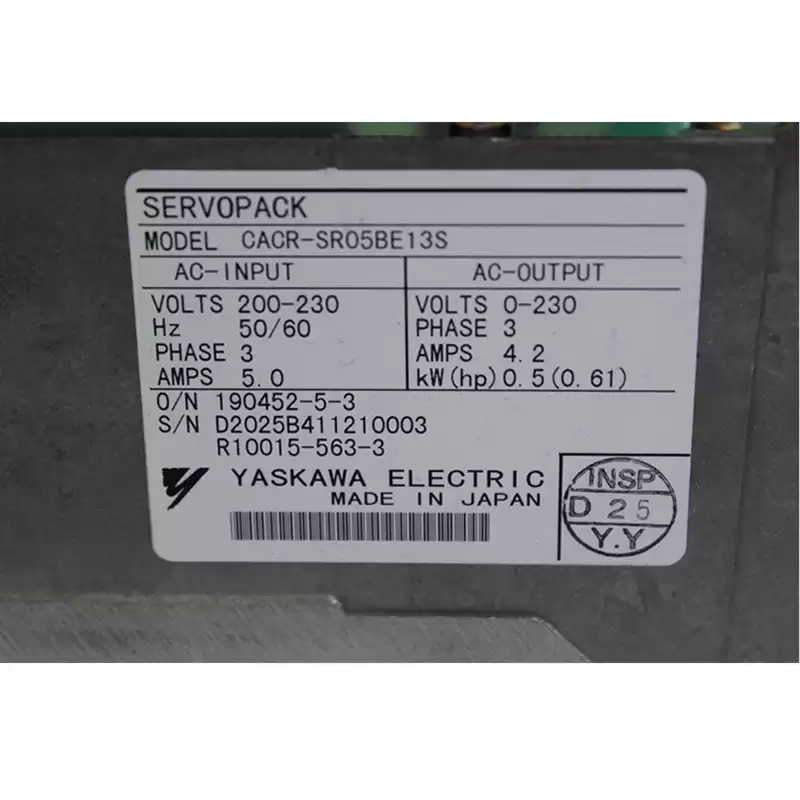 SERVOPACK
MODEL CACR-SR05BE13S
AC-INPUT AC-OUTPUT
VOLTS 200-230 VOLTS 0-230
Hz 50/60 PHASE 3
PHASE 3 AMPS 4.2
AMPS 5.0 kW(hp) 0.5(0.61)
O/N 190452-5-3
S/N D2025B411210003
R10015-563-3
YASKAWA ELECTRIC
MADE IN JAPAN
INSP
D 25
Y.Y